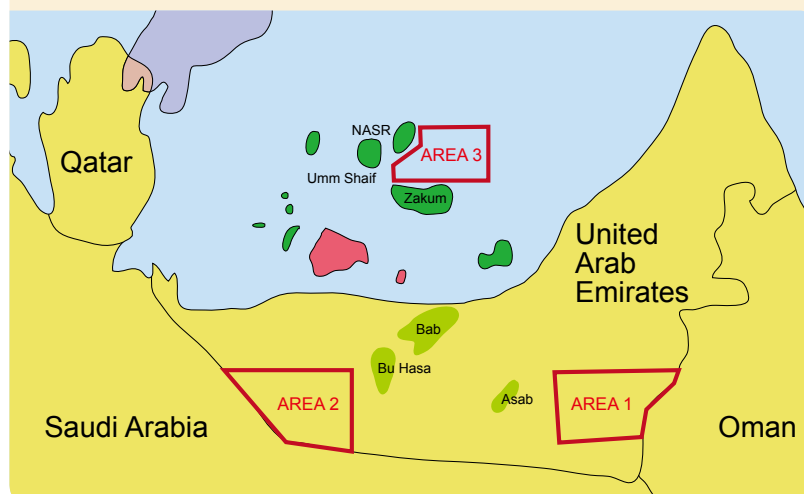 NASR
AREA 3
Qatar
Umm Shaif
Zakum
United
Arab
Emirates
Bab
Bu Hasa
Asab
AREA 2
AREA 1
Saudi Arabia
Oman